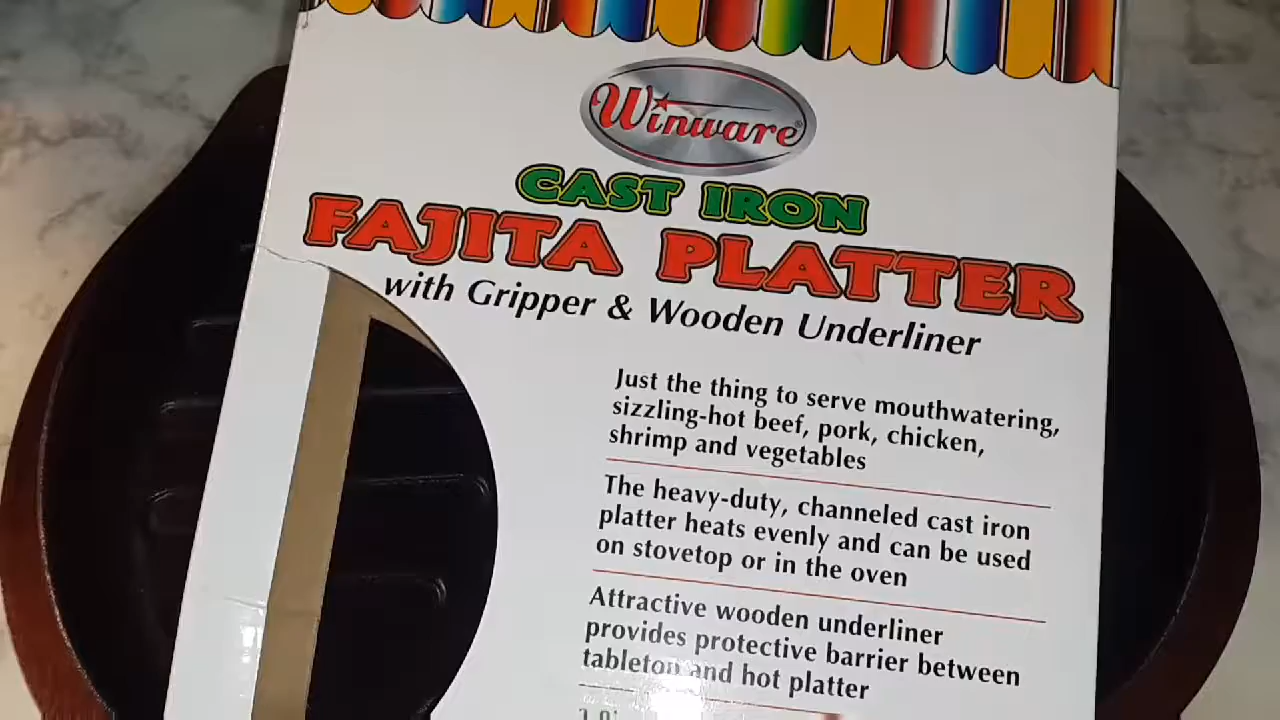 Winware®
CAST IRON
FAJITA PLATTER
with Gripper & Wooden Underliner
Just the thing to serve mouthwatering,
sizzling-hot beef, pork, chicken,
shrimp and vegetables
The heavy-duty, channeled cast iron
platter heats evenly and can be used
on stovetop or in the oven
Attractive wooden underliner
provides protective barrier between
tabletop and hot platter